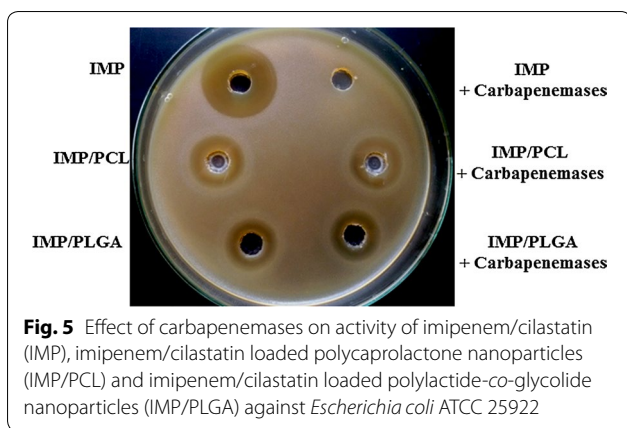 IMP
IMP
+ Carbapenemases
IMP/PCL
IMP/PCL
+ Carbapenemases
IMP/PLGA
IMP/PLGA
+ Carbapenemases
Fig. 5 Effect of carbapenemases on activity of imipenem/cilastatin
(IMP), imipenem/cilastatin loaded polycaprolactone nanoparticles
(IMP/PCL) and imipenem/cilastatin loaded polylactide-co-glycolide
nanoparticles (IMP/PLGA) against Escherichia coli ATCC 25922